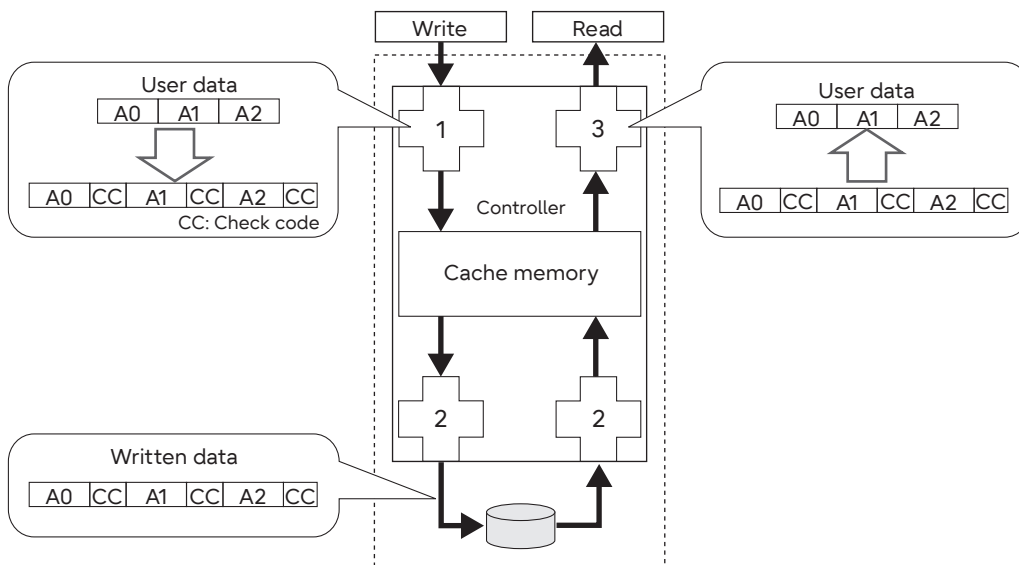 Write
Read
User data
A0 A1 A2
A0 CC A1 CC A2 CC
CC: Check code
1
3
User data
A0 A1 A2
A0 CC A1 CC A2 CC
Controller
Cache memory
2
2
Written data
A0 CC A1 CC A2 CC